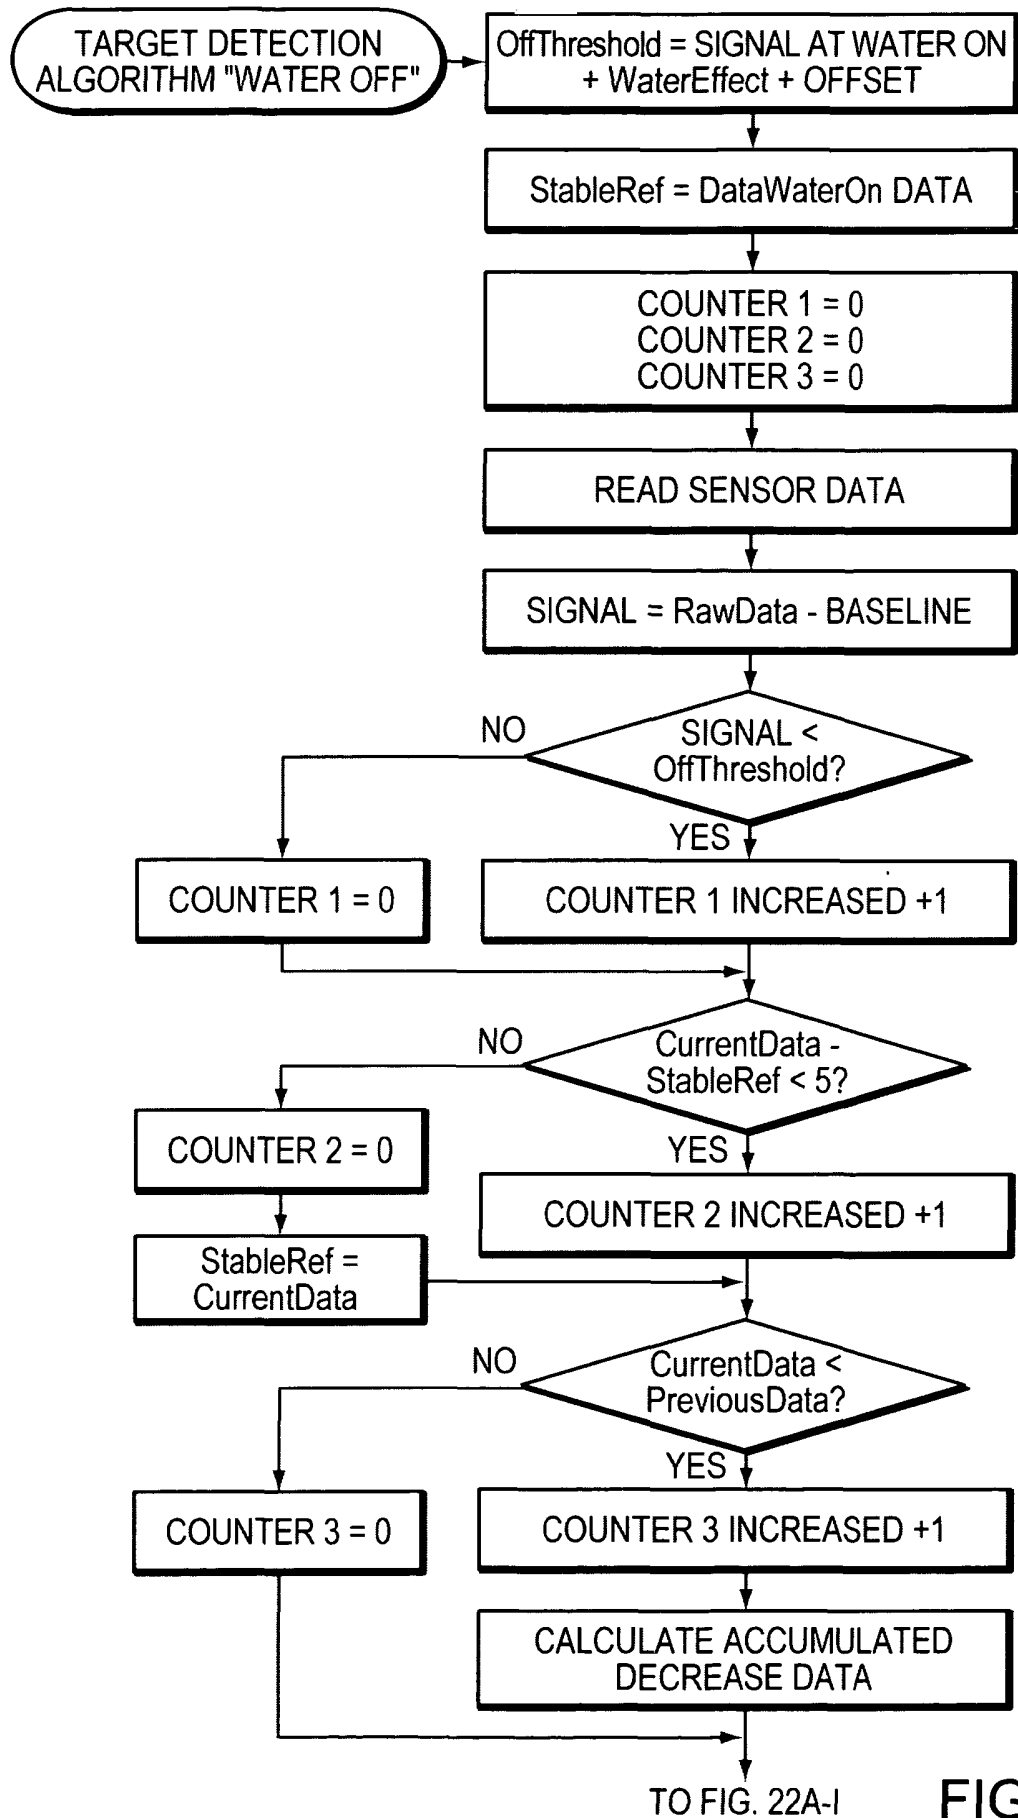 TARGET DETECTION
ALGORITHM "WATER OFF"
OffThreshold = SIGNAL AT WATER ON
+ WaterEffect + OFFSET
StableRef = DataWaterOn DATA
COUNTER 1 = 0
COUNTER 2 = 0
COUNTER 3 = 0
READ SENSOR DATA
SIGNAL = RawData - BASELINE
SIGNAL <
OffThreshold?
NO
YES
COUNTER 1 = 0
COUNTER 1 INCREASED +1
CurrentData -
StableRef < 5?
NO
YES
COUNTER 2 = 0
COUNTER 2 INCREASED +1
StableRef =
CurrentData
CurrentData <
PreviousData?
NO
YES
COUNTER 3 = 0
COUNTER 3 INCREASED +1
CALCULATE ACCUMULATED
DECREASE DATA
TO FIG. 22A-I
FIG